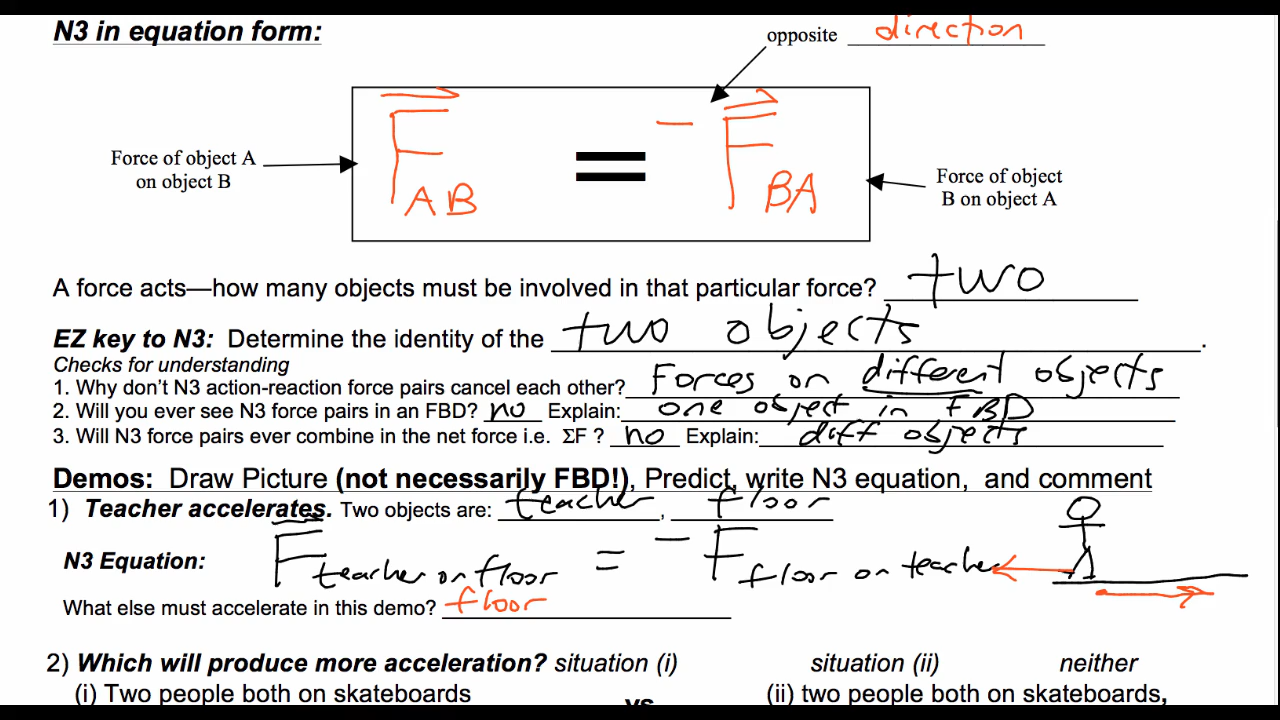 N3 in equation form:
opposite direction
Force of object A
on object B
F AB = - F BA
Force of object
B on object A
A force acts—how many objects must be involved in that particular force? two
EZ key to N3: Determine the identity of the two objects.
Checks for understanding
1. Why don't N3 action-reaction force pairs cancel each other? Forces on different objects
2. Will you ever see N3 force pairs in an FBD? no Explain: one object in FBD
3. Will N3 force pairs ever combine in the net force i.e. ΣF ? no Explain: diff objects
Demos: Draw Picture (not necessarily FBD!), Predict, write N3 equation, and comment
1) Teacher accelerates. Two objects are: teacher, floor
N3 Equation: F teacher on floor = - F floor on teacher
What else must accelerate in this demo? floor
2) Which will produce more acceleration? situation (i) situation (ii) neither
(i) Two people both on skateboards vs (ii) two people both on skateboards,